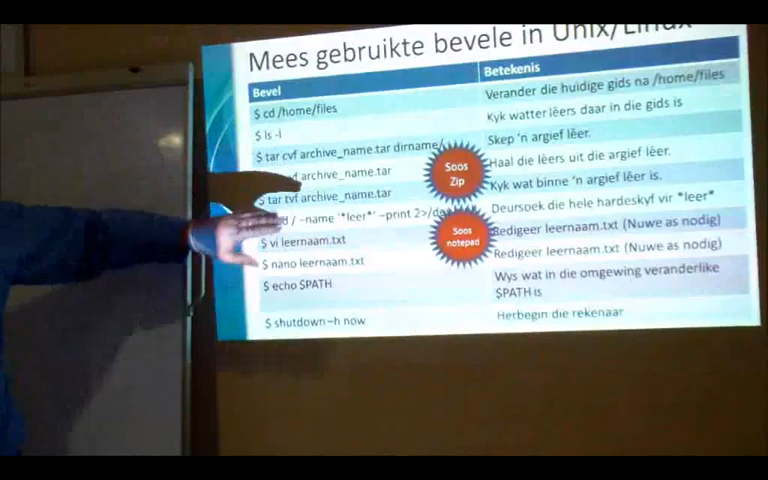 Mees gebruikte bevele in Unix/Linux
Bevel Betekenis
$ cd /home/files Verander die huidige gids na /home/files
$ ls -l Kyk watter lêers daar in die gids is
$ tar cvf archive_name.tar dirname/ Skep 'n argief lêer.
archive_name.tar Haal die lêers uit die argief lêer.
$ tar tvf archive_name.tar Kyk wat binne 'n argief lêer is.
/ –name '*leer*' –print 2>/de Deursoek die hele hardeskyf vir *leer*
$ vi leernaam.txt Redigeer leernaam.txt (Nuwe as nodig)
$ nano leernaam.txt Redigeer leernaam.txt (Nuwe as nodig)
$ echo $PATH Wys wat in die omgewing veranderlike
$PATH is
$ shutdown –h now Herbegin die rekenaar
Soos
Zip
Soos
notepad